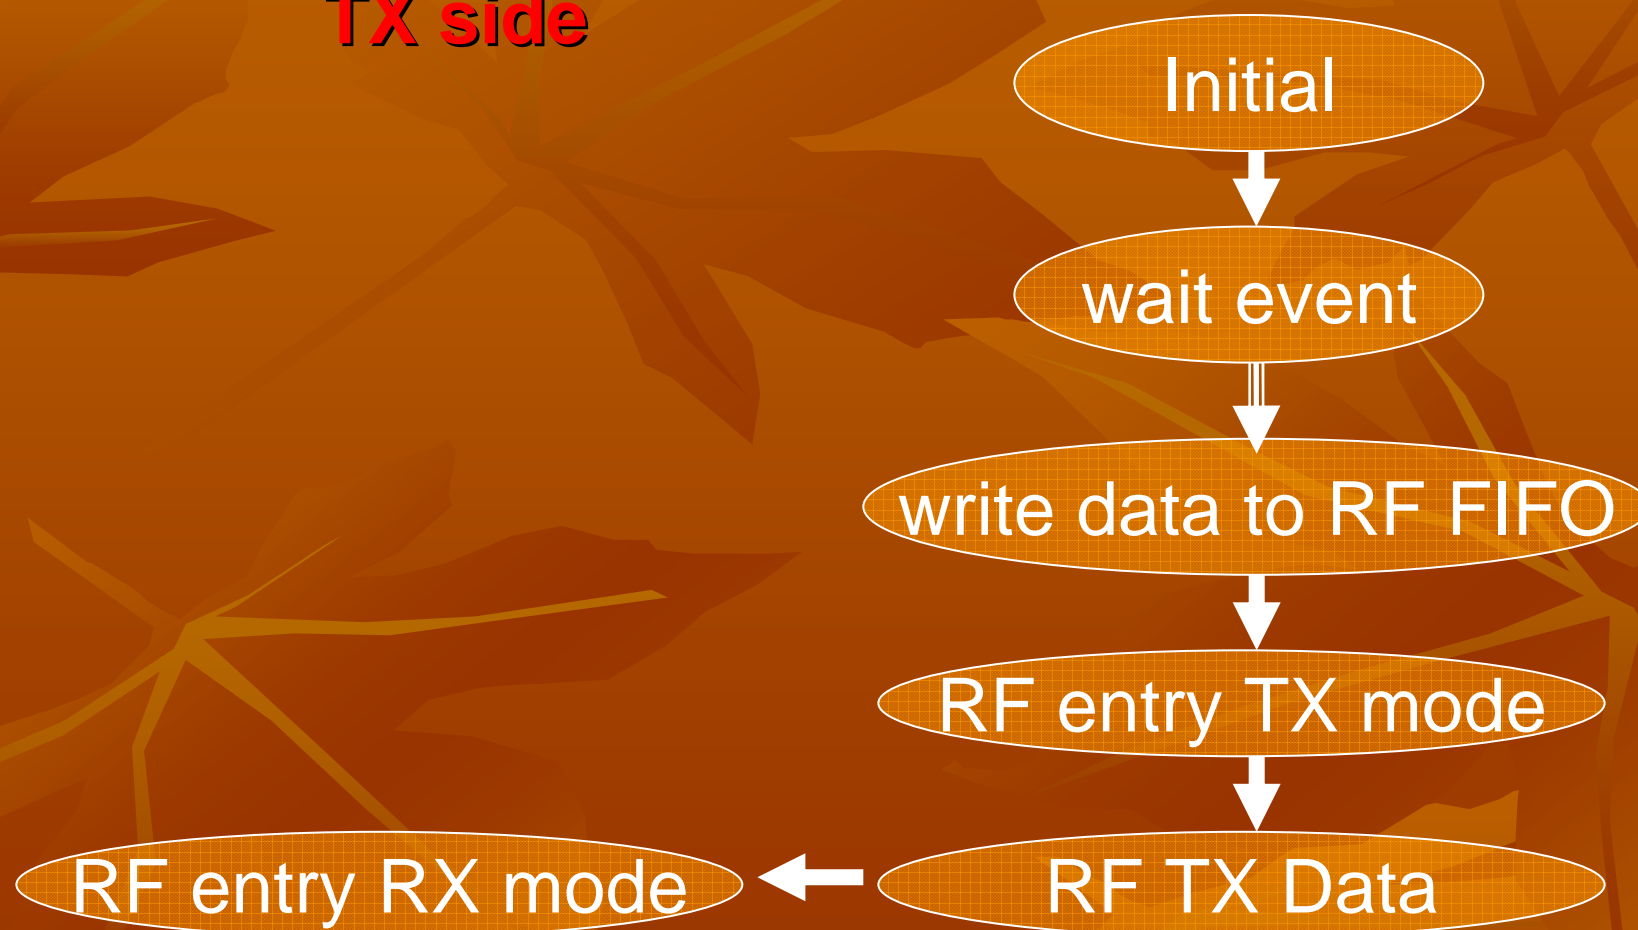 TX side
Initial
wait event
write data to RF FIFO
RF entry TX mode
RF TX Data
RF entry RX mode